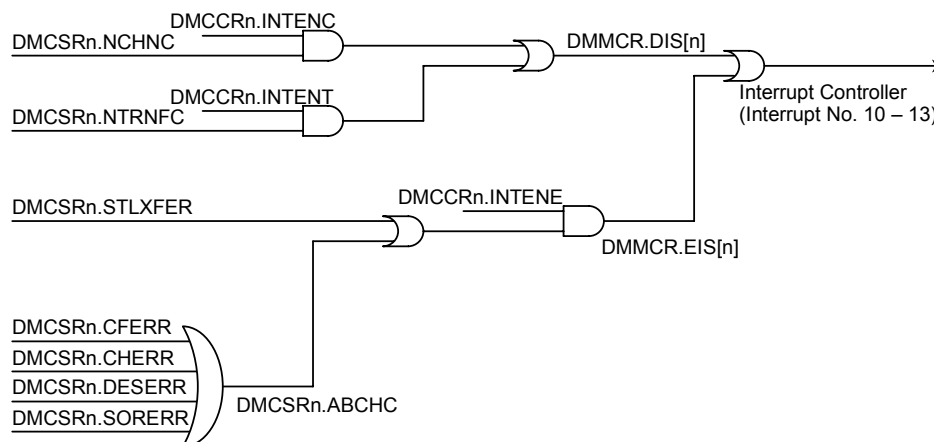 DMCCRn.INTENC
DMCSRn.NCHNC
DMMCR.DIS[n]
Interrupt Controller
(Interrupt No. 10 – 13)
DMCCRn.INTENT
DMCSRn.NTRNFC
DMCCRn.INTENE
DMCSRn.STLXFER
DMMCR.EIS[n]
DMCSRn.CFERR
DMCSRn.CHERR
DMCSRn.DESERR
DMCSRn.SORERR
DMCSRn.ABCHC